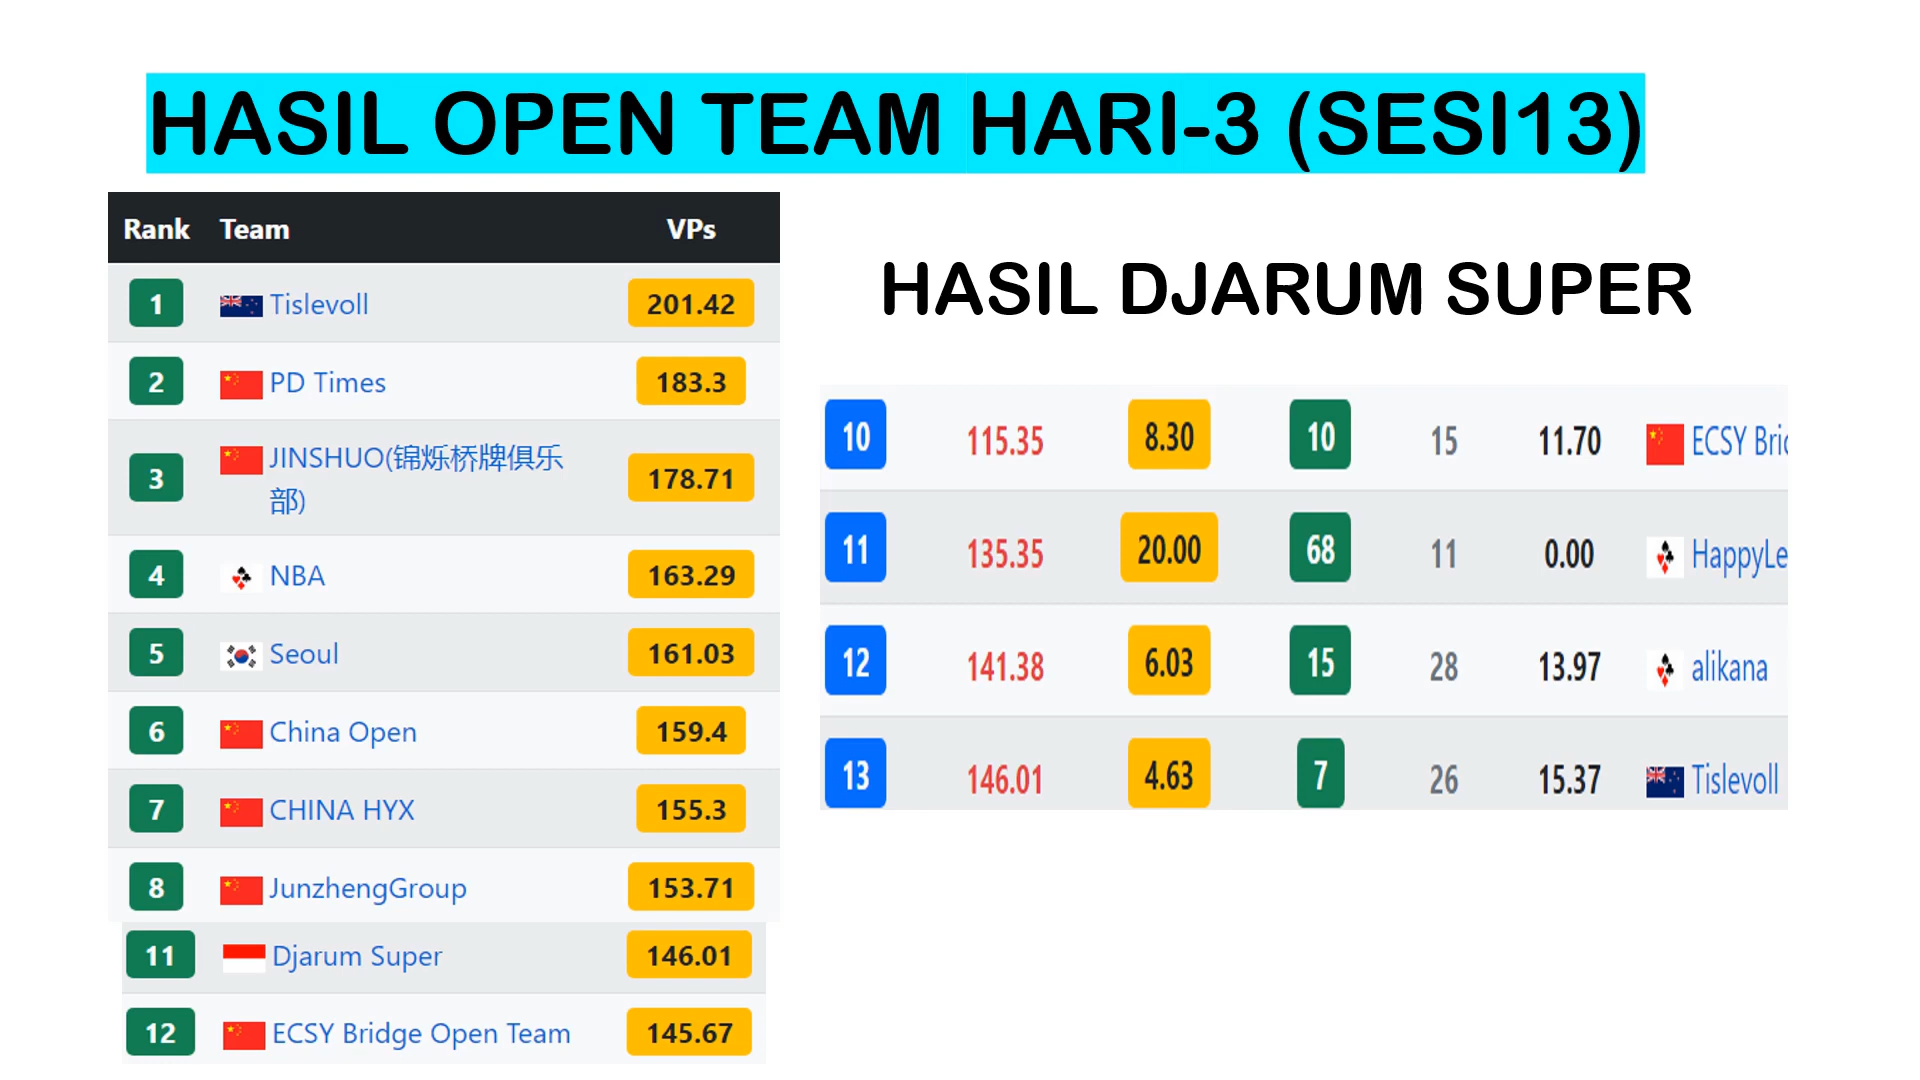 HASIL OPEN TEAM HARI-3 (SESI13)
Rank Team VPs
1 Tislevoll 201.42
2 PD Times 183.3
3 JINSHUO(锦烁桥牌俱乐
部) 178.71
4 NBA 163.29
5 Seoul 161.03
6 China Open 159.4
7 CHINA HYX 155.3
8 JunzhengGroup 153.71
11 Djarum Super 146.01
12 ECSY Bridge Open Team 145.67
HASIL DJARUM SUPER
10 115.35 8.30 10 15 11.70 ECSY
11 135.35 20.00 68 11 0.00 HappyLe
12 141.38 6.03 15 28 13.97 alikana
13 146.01 4.63 7 26 15.37 Tislevoll